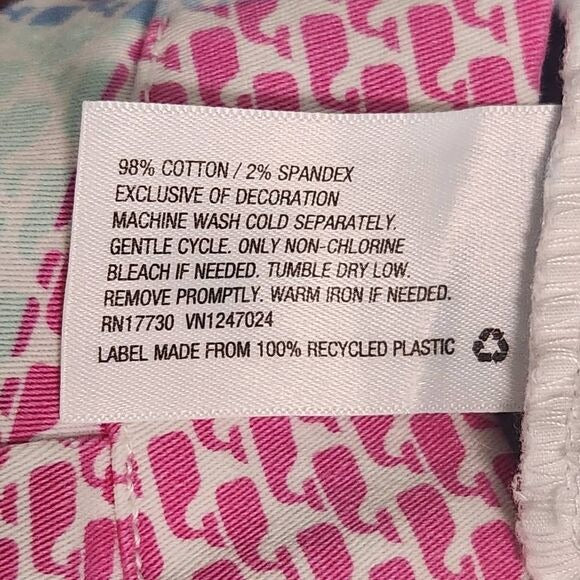 98% COTTON / 2% SPANDEX
EXCLUSIVE OF DECORATION
MACHINE WASH COLD SEPARATELY.
GENTLE CYCLE. ONLY NON-CHLORINE
BLEACH IF NEEDED. TUMBLE DRY LOW.
REMOVE PROMPTLY. WARM IRON IF NEEDED.
RN17730 VN1247024
LABEL MADE FROM 100% RECYCLED PLASTIC